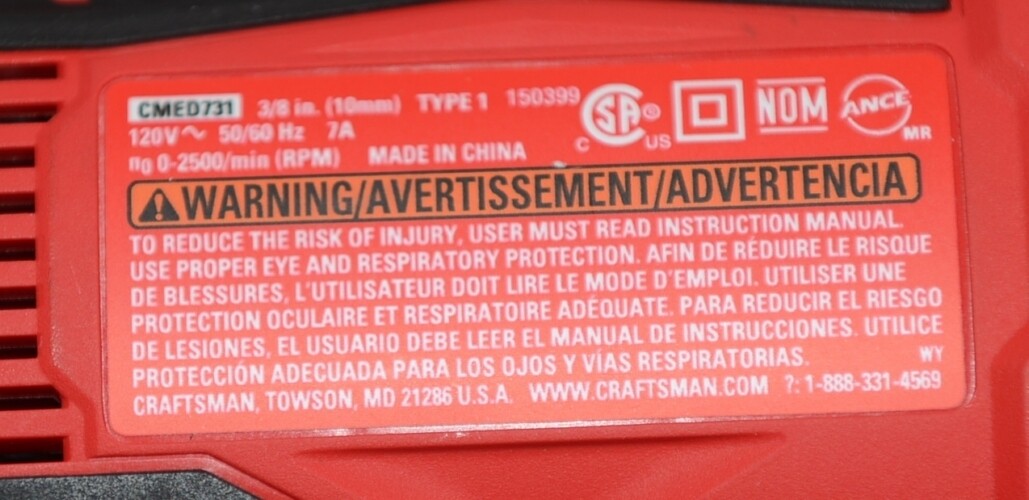 CMED731 3/8 in. (10mm) TYPE 1 150399
120V ~ 50/60 Hz 7A
n0 0-2500/min (RPM) MADE IN CHINA
C SA ® US NOM ANCE MR
WARNING/AVERTISSEMENT/ADVERTENCIA
TO REDUCE THE RISK OF INJURY, USER MUST READ INSTRUCTION MANUAL.
USE PROPER EYE AND RESPIRATORY PROTECTION. AFIN DE RÉDUIRE LE RISQUE
DE BLESSURES, L'UTILISATEUR DOIT LIRE LE MODE D'EMPLOI. UTILISER UNE
PROTECTION OCULAIRE ET RESPIRATOIRE ADÉQUATE. PARA REDUCIR EL RIESGO
DE LESIONES, EL USUARIO DEBE LEER EL MANUAL DE INSTRUCCIONES. UTILICE
PROTECCIÓN ADECUADA PARA LOS OJOS Y VÍAS RESPIRATORIAS. WY
CRAFTSMAN, TOWSON, MD 21286 U.S.A. WWW.CRAFTSMAN.COM ?: 1-888-331-4569